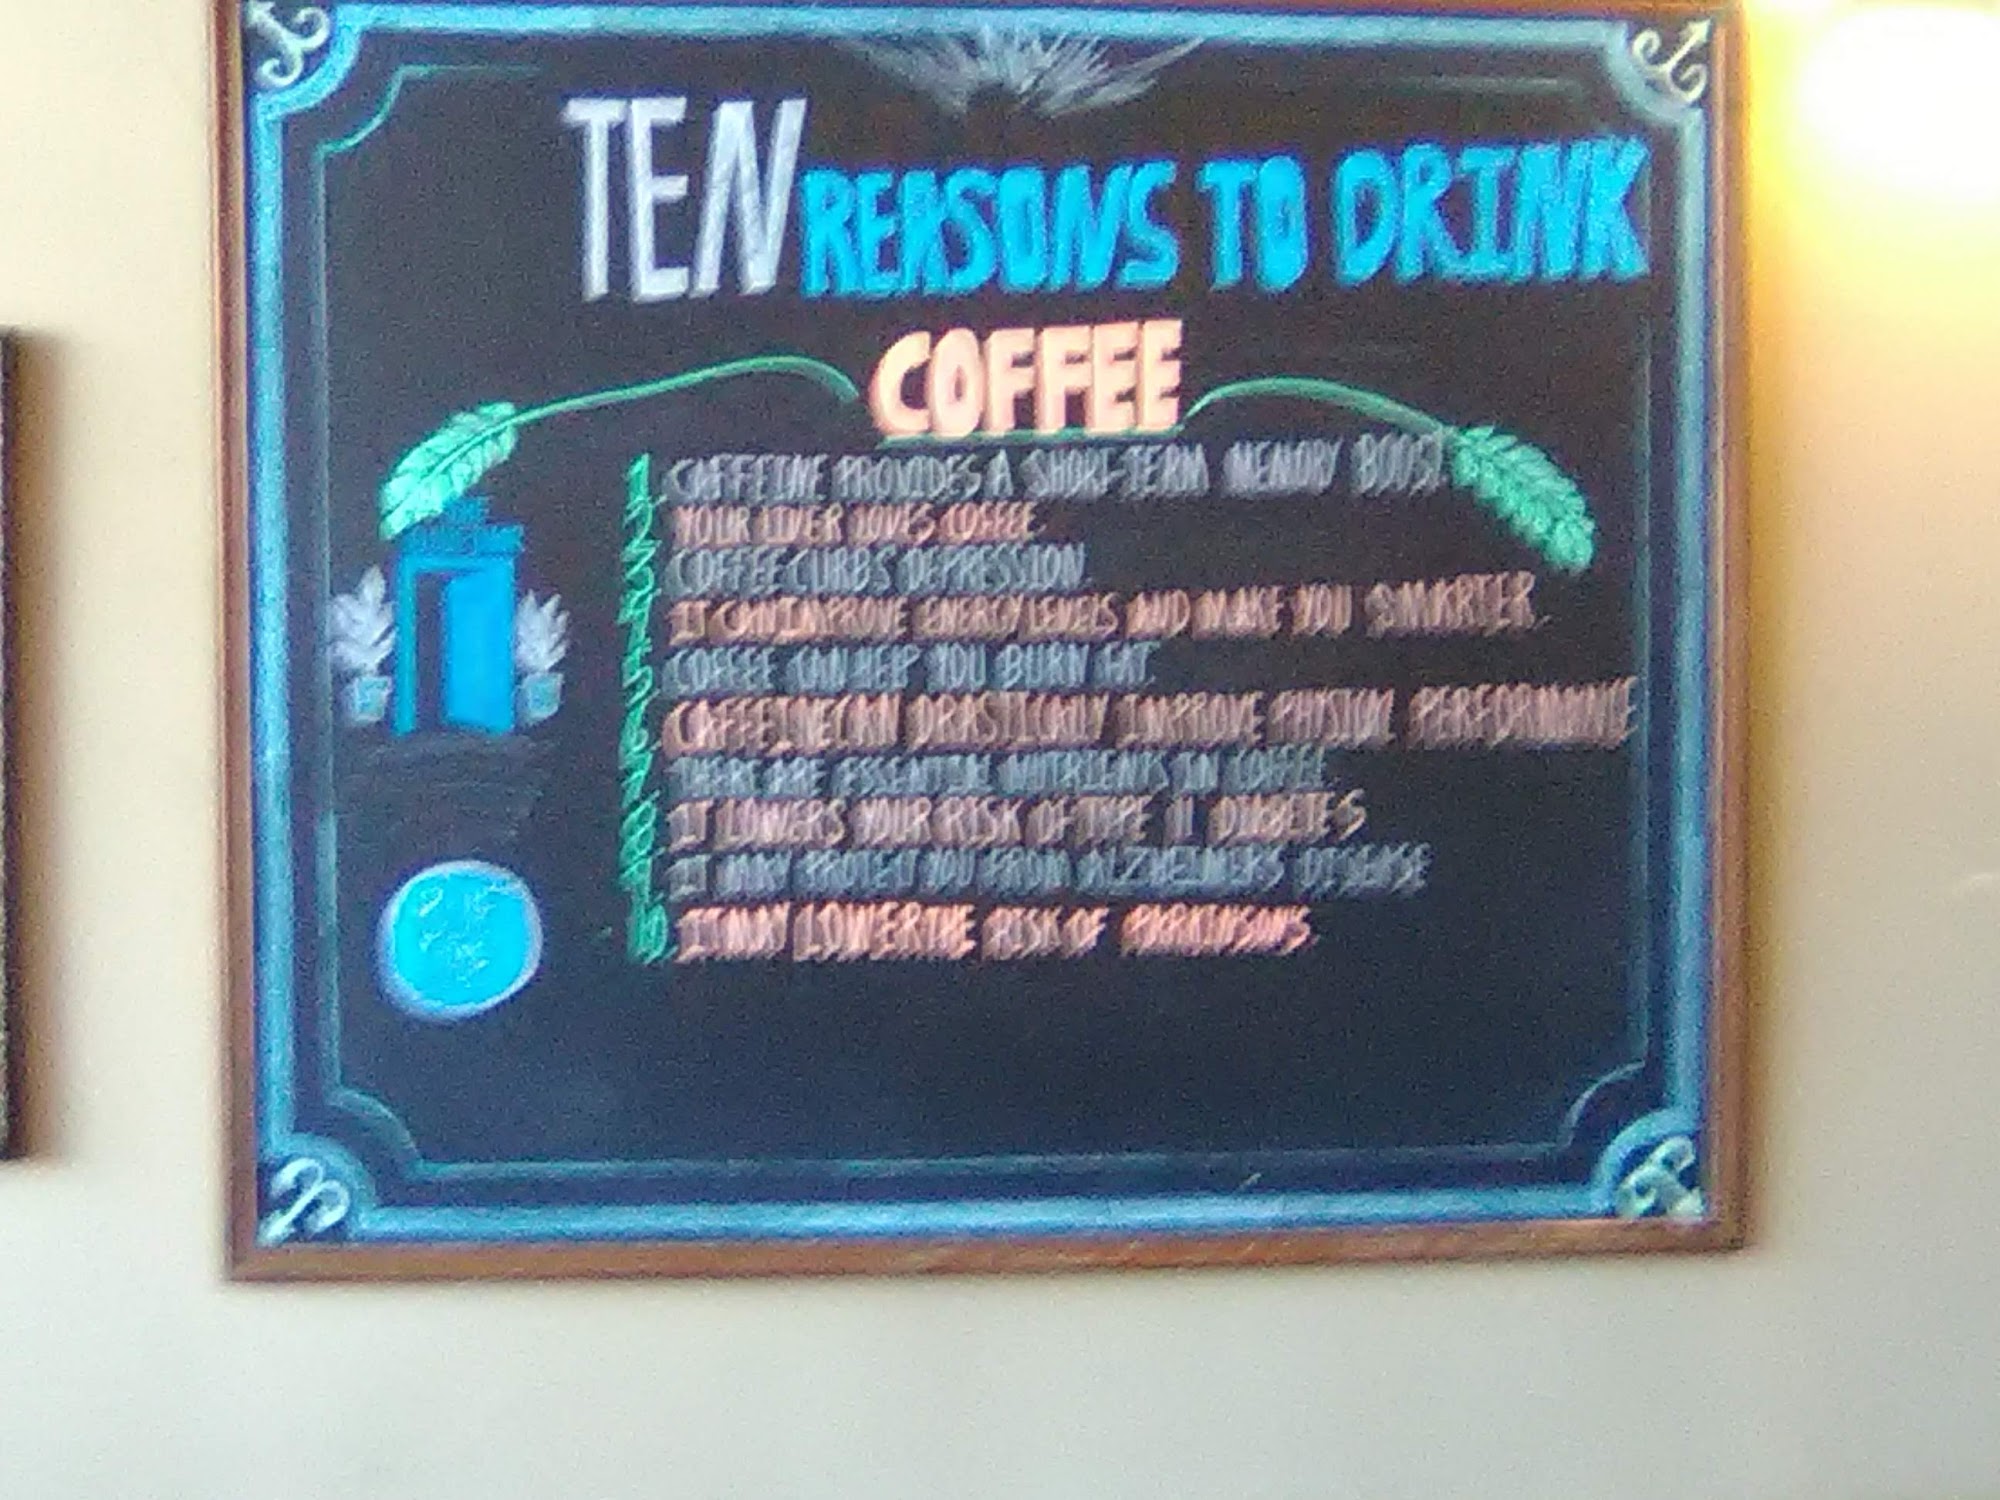 TEN REASONS TO DRINK
COFFEE
1. CAFFEINE PROVIDES A SHORT-TERM MEMORY BOOST.
2. YOUR LIVER LOVES COFFEE
3. COFFEE CURBS DEPRESSION.
4. IT CAN IMPROVE ENERGY LEVELS AND MAKE YOU SMARTER.
5. COFFEE CAN HELP YOU BURN FAT.
6. CAFFEINE CAN DRASTICALLY IMPROVE PHYSICAL PERFORMANCE
7. THERE ARE ESSENTIAL NUTRIENTS IN COFFEE.
8. IT LOWERS YOUR RISK OF TYPE II DIABETES
9. IT MAY PROTECT YOU FROM ALZHEIMERS DISEASE
10. IT MAY LOWER THE RISK OF PARKINSONS.